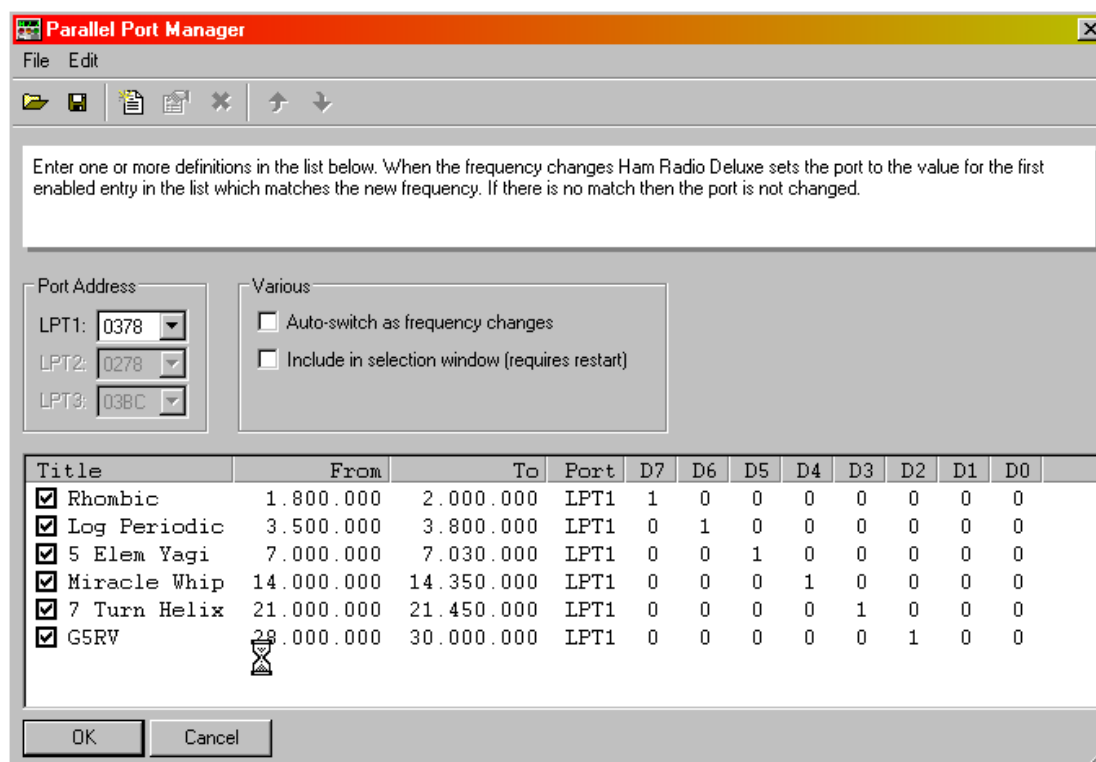 Parallel Port Manager
File Edit
Enter one or more definitions in the list below. When the frequency changes Ham Radio Deluxe sets the port to the value for the first
enabled entry in the list which matches the new frequency. If there is no match then the port is not changed.
Port Address
LPT1: 0378
LPT2: 0278
LPT3: 03BC
Various
Auto-switch as frequency changes
Include in selection window (requires restart)
Title From To Port D7 D6 D5 D4 D3 D2 D1 D0
Rhombic 1.800.000 2.000.000 LPT1 1 0 0 0 0 0 0 0
Log Periodic 3.500.000 3.800.000 LPT1 0 1 0 0 0 0 0 0
5 Elem Yagi 7.000.000 7.030.000 LPT1 0 0 1 0 0 0 0 0
Miracle Whip 14.000.000 14.350.000 LPT1 0 0 0 1 0 0 0 0
7 Turn Helix 21.000.000 21.450.000 LPT1 0 0 0 0 1 0 0 0
G5RV 28.000.000 30.000.000 LPT1 0 0 0 0 0 1 0 0
OK Cancel